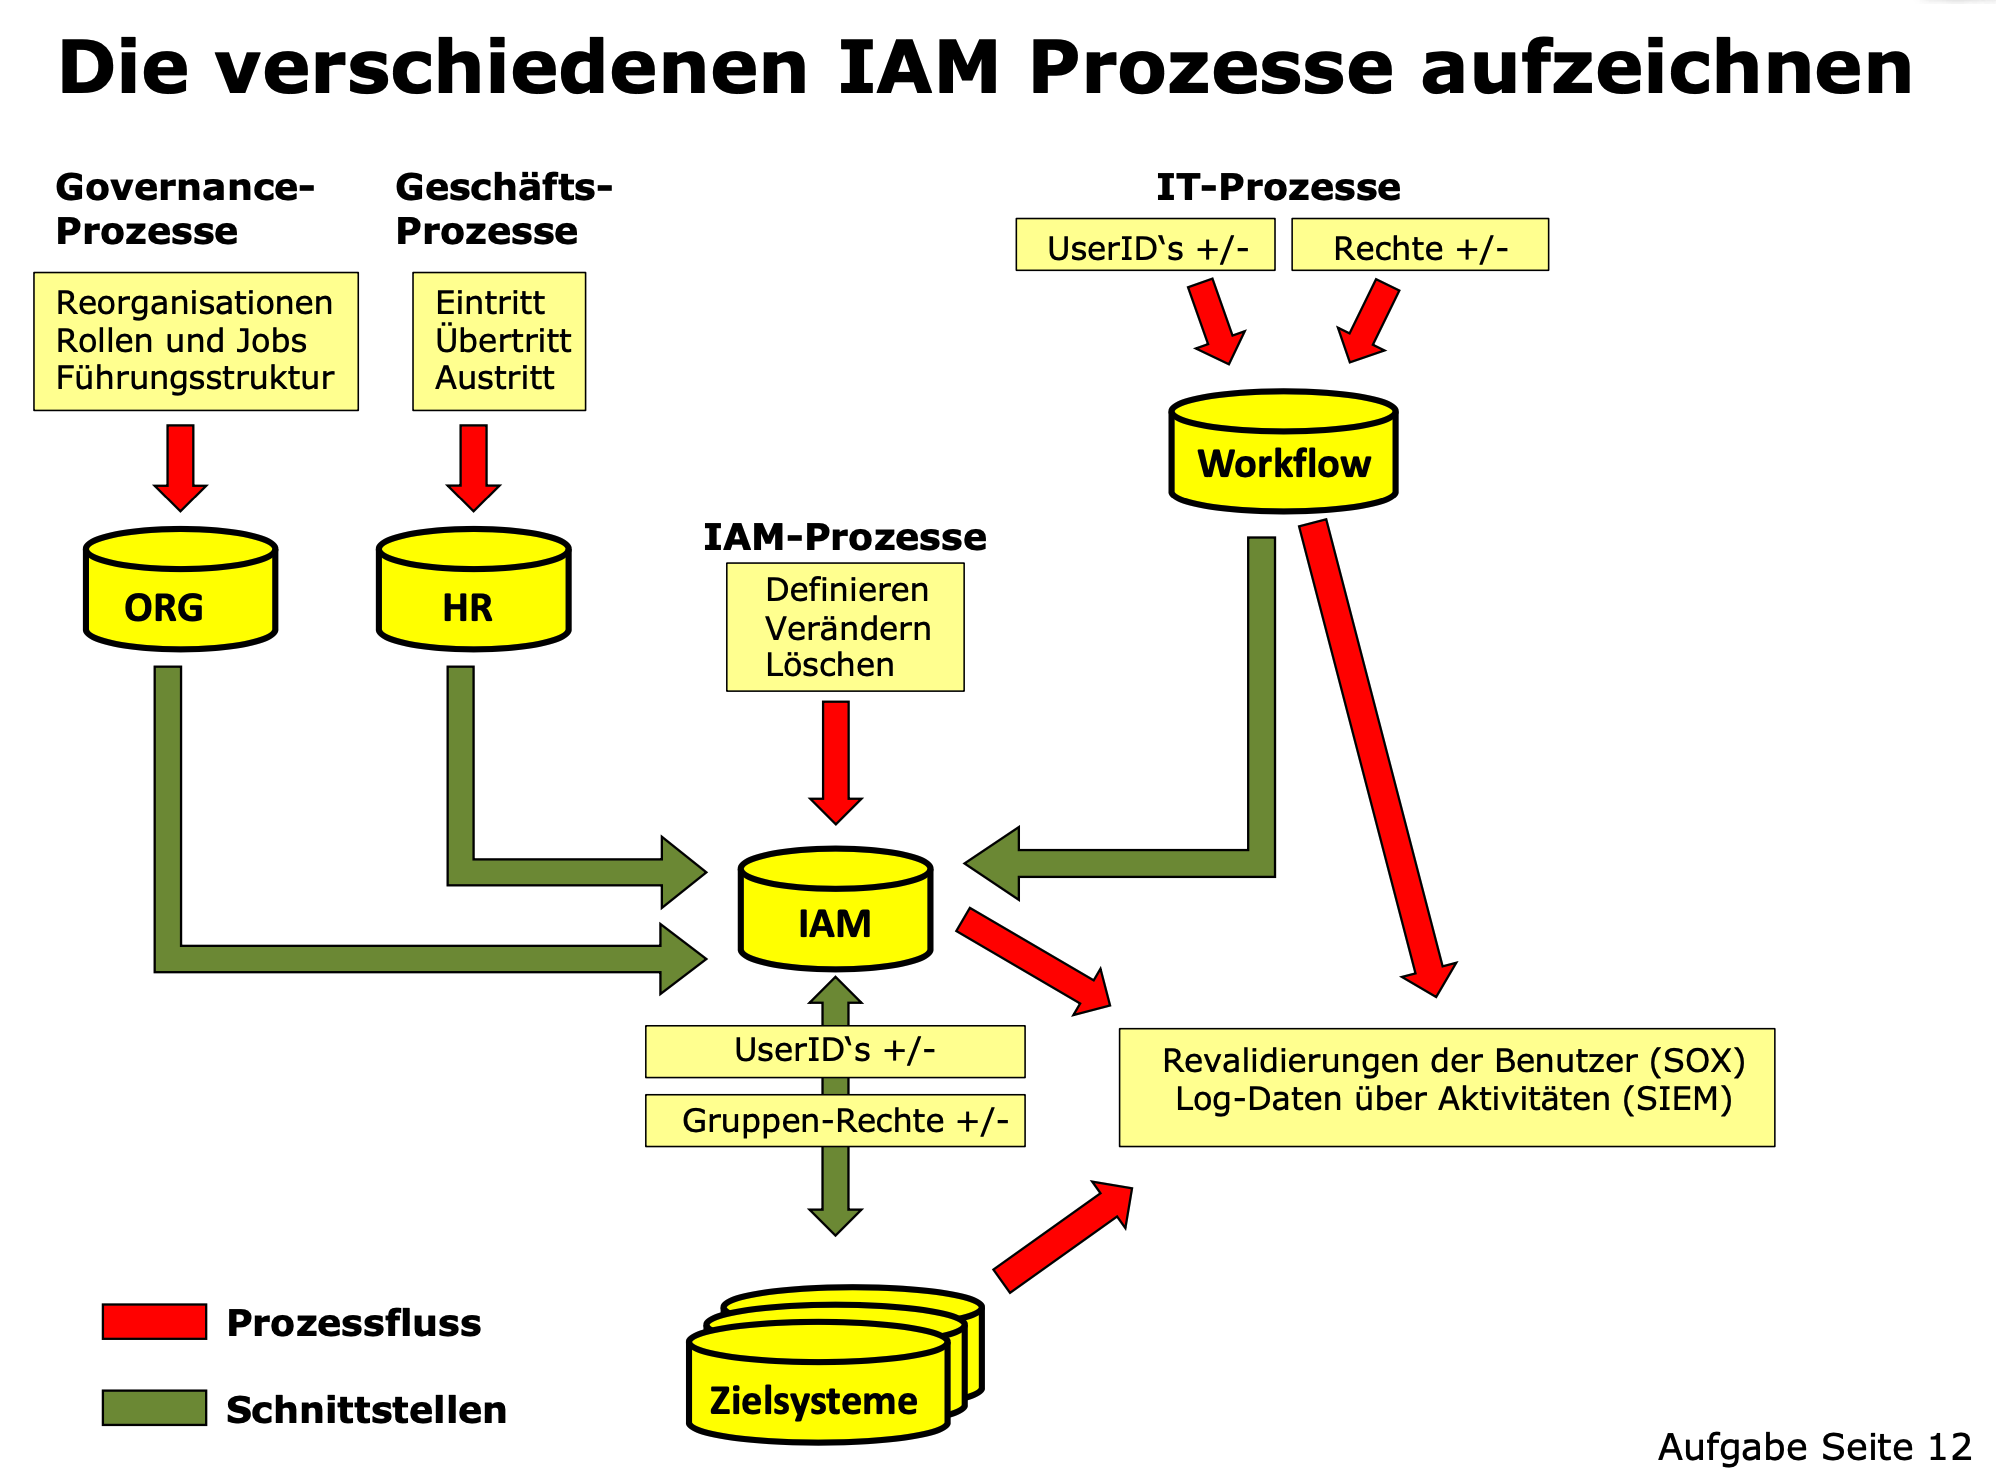 Die verschiedenen IAM Prozesse aufzeichnen
Governance-
Prozesse
Reorganisationen
Rollen und Jobs
Führungsstruktur
ORG
Geschäfts-
Prozesse
Eintritt
Übertritt
Austritt
HR
IAM-Prozesse
Definieren
Verändern
Löschen
IAM
UserID‘s +/-
Gruppen-Rechte +/-
Zielsysteme
IT-Prozesse
UserID‘s +/-
Rechte +/-
Workflow
Revalidierungen der Benutzer (SOX)
Log-Daten über Aktivitäten (SIEM)
Prozessfluss
Schnittstellen
Aufgabe Seite 12